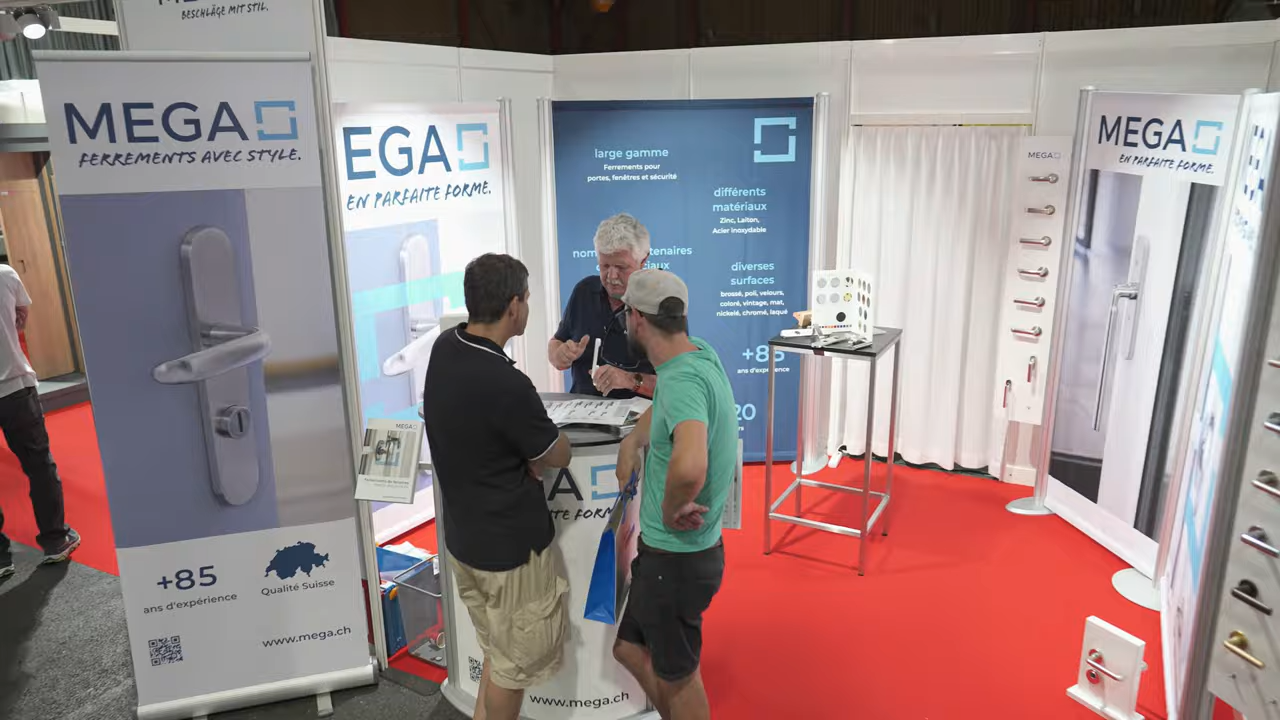 BESCHLÄGE MIT STIL.
MEGA
FERREMENTS AVEC STYLE.
+85
ans d'expérience
Qualité Suisse
www.mega.ch
EGA
EN PARFAITE FORME.
MEGA
large gamme
Ferrements pour
portes, fenêtres et sécurité
différents
matériaux
Zinc, Laiton,
Acier inoxydable
diverses
surfaces
brossé, poli, velours,
coloré, vintage, mat,
nickelé, chromé, laqué
+85
ans d'expérience
20
A
FORME.
www.mega.ch
MEGA
MEGA
EN PARFAITE FORME.